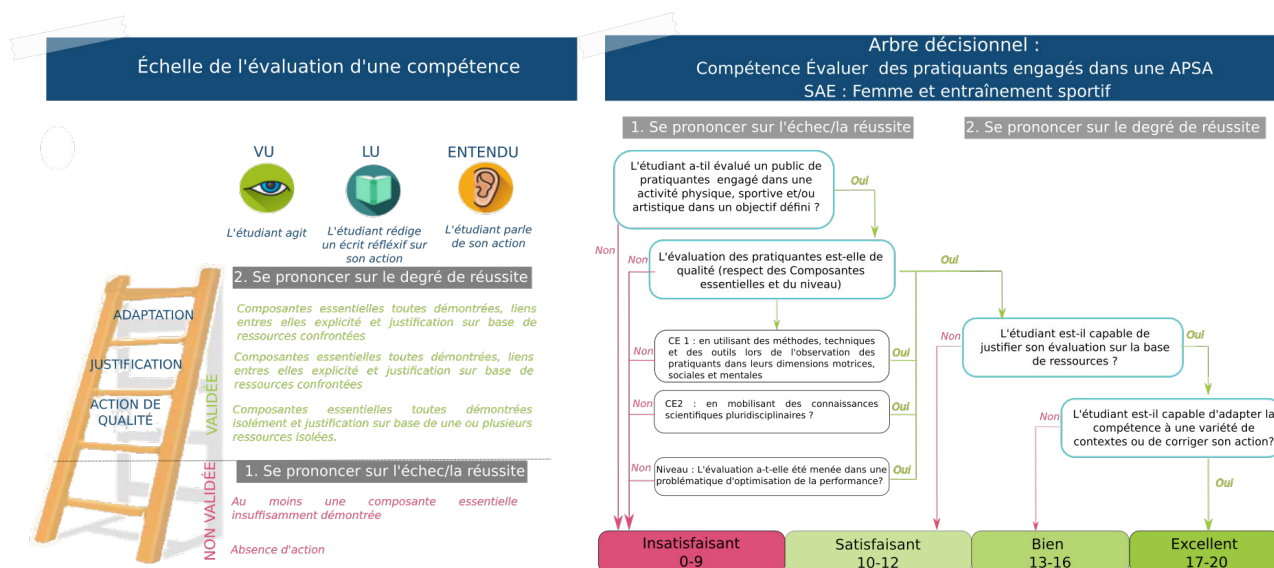 Échelle de l'évaluation d'une compétence
VU
LU
ENTENDU
L'étudiant agit
L'étudiant rédige
un écrit réfléxif sur
son action
L'étudiant parle
de son action
2. Se prononcer sur le degré de réussite
ADAPTATION
Composantes essentielles toutes démontrées, liens
entres elles explicité et justification sur base de
ressources confrontées
JUSTIFICATION
Composantes essentielles toutes démontrées, liens
entres elles explicité et justification sur base de
ressources confrontées
ACTION DE
QUALITÉ
Composantes essentielles toutes démontrées
isolément et justification sur base de une ou plusieurs
ressources isolées.
VALIDÉE
1. Se prononcer sur l'échec/la réussite
NON VALIDÉE
Au moins une composante essentielle
insuffisamment démontrée
Absence d'action
Arbre décisionnel :
Compétence Évaluer des pratiquants engagés dans une APSA
SAE : Femme et entraînement sportif
1. Se prononcer sur l'échec/la réussite
2. Se prononcer sur le degré de réussite
L'étudiant a-til évalué un public de
pratiquantes engagé dans une
activité physique, sportive et/ou
artistique dans un objectif défini ?
Oui
Non
Non
L'évaluation des pratiquantes est-elle de
qualité (respect des Composantes
essentielles et du niveau)
Oui
Non
CE 1 : en utilisant des méthodes, techniques
et des outils lors de l'observation des
pratiquants dans leurs dimensions motrices,
sociales et mentales
Oui
Non
L'étudiant est-il capable de
justifier son évaluation sur la base
de ressources ?
Oui
Non
CE2 : en mobilisant des connaissances
scientifiques pluridisciplinaires ?
Oui
Non
L'étudiant est-il capable d'adapter la
compétence à une variété de
contextes ou de corriger son action?
Non
Niveau : L'évaluation a-t-elle été menée dans une
problématique d'optimisation de la performance?
Oui
Oui
Insatisfaisant
0-9
Satisfaisant
10-12
Bien
13-16
Excellent
17-20